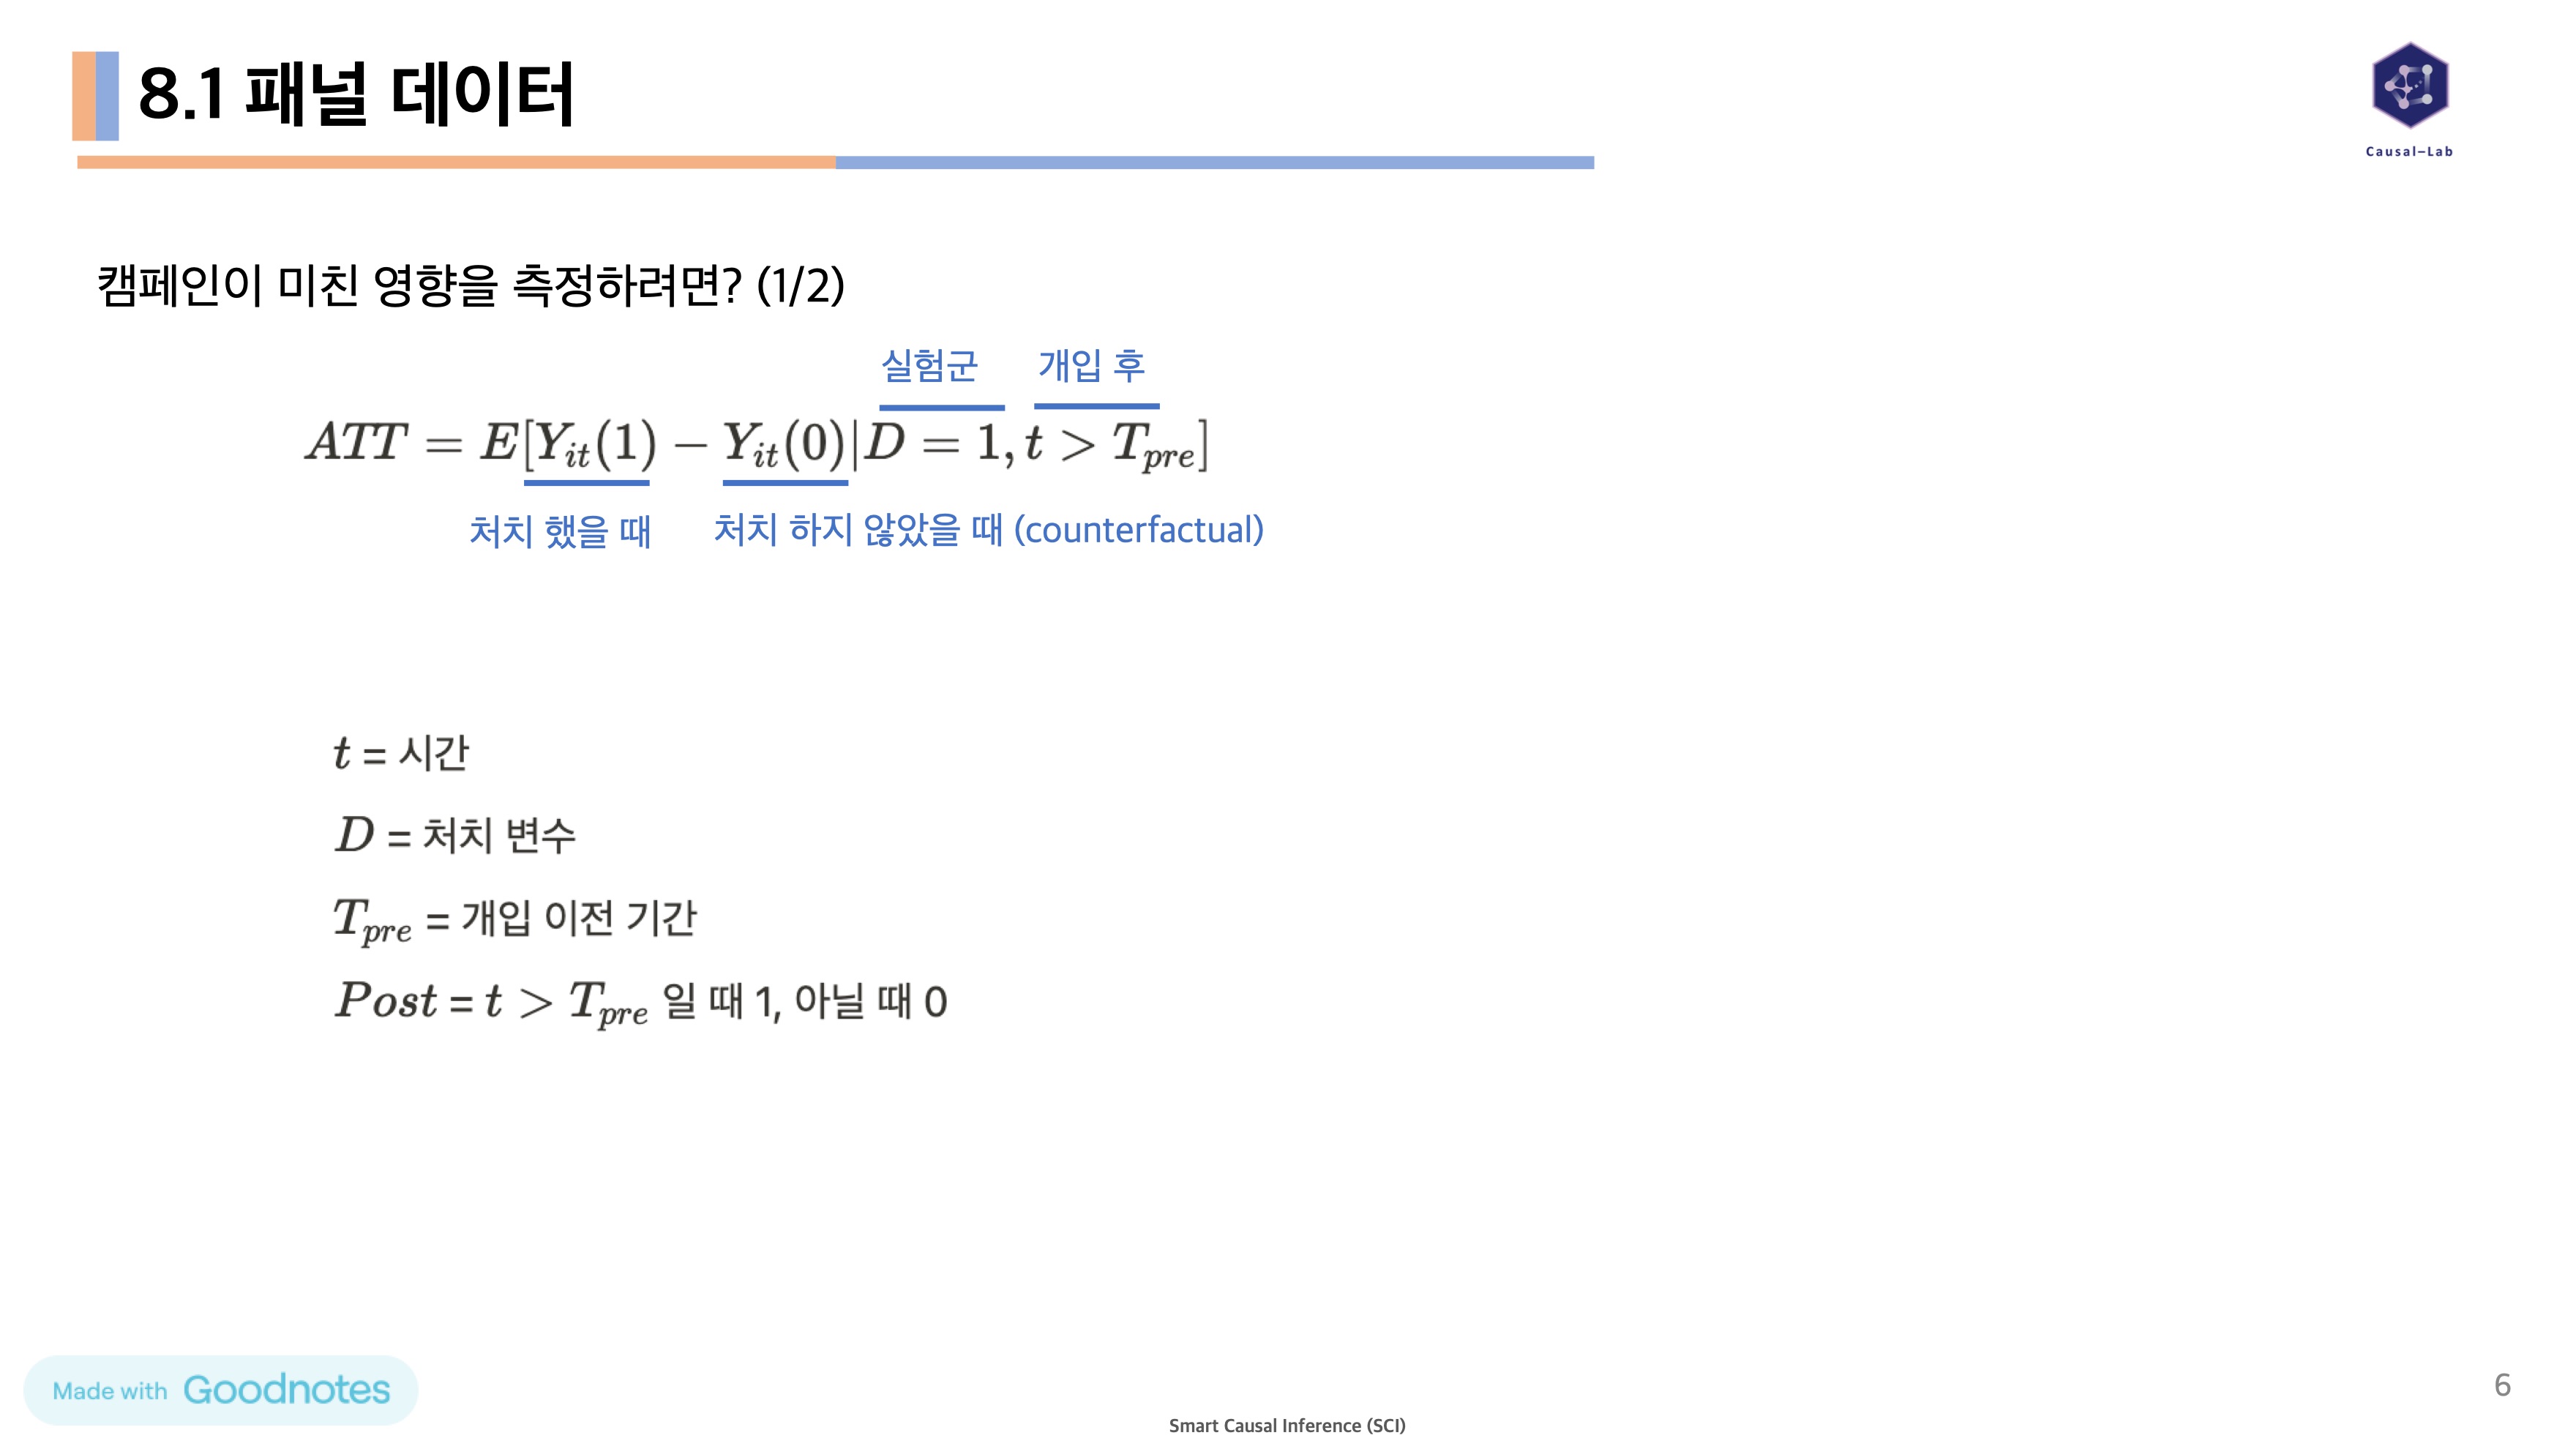 8.1 패널 데이터
Causal–Lab
캠페인이 미친 영향을 측정하려면? (1/2)
실험군 개입 후
ATT = E[Y_{it}(1) − Y_{it}(0)|D = 1, t > T_{pre}]
처치 했을 때 처치 하지 않았을 때 (counterfactual)
t = 시간
D = 처치 변수
T_{pre} = 개입 이전 기간
Post = t > T_{pre} 일 때 1, 아닐 때 0
Made with Goodnotes
6
Smart Causal Inference (SCI)